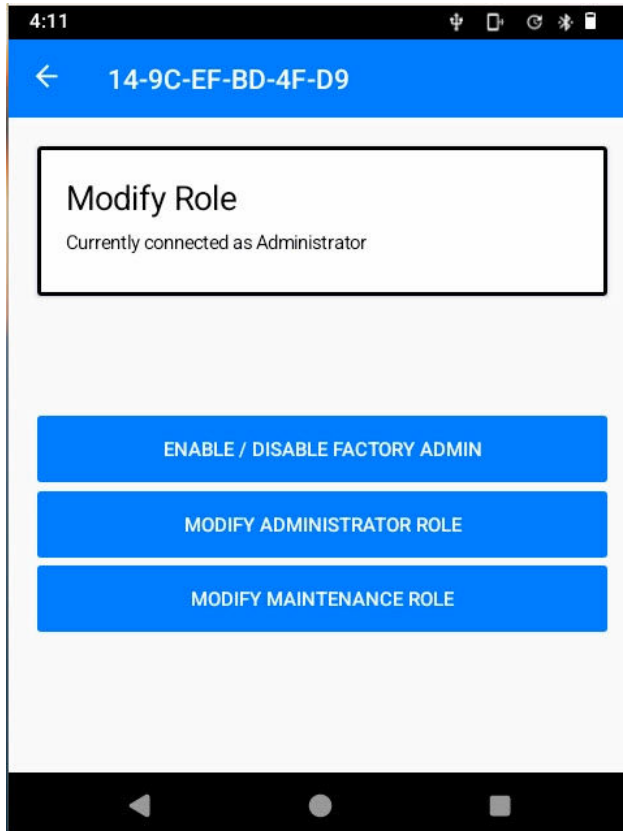 4:11
14-9C-EF-BD-4F-D9
Modify Role
Currently connected as Administrator
ENABLE / DISABLE FACTORY ADMIN
MODIFY ADMINISTRATOR ROLE
MODIFY MAINTENANCE ROLE